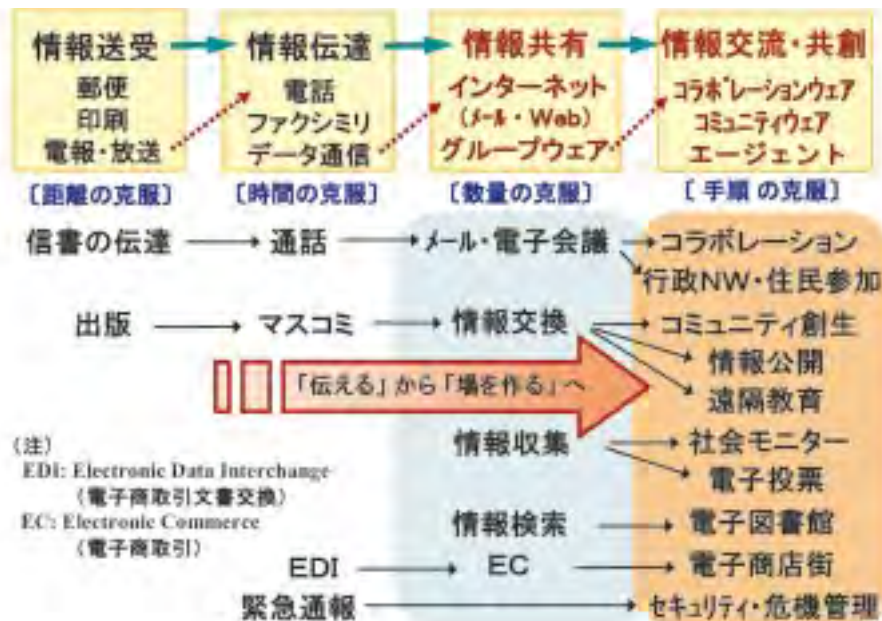 情報送受
郵便
印刷
電報・放送
情報伝達
電話
ファクシミリ
データ通信
情報共有
インターネット
(メール・Web)
グループウェア
情報交流・共創
コラボレーションウェア
コミュニティウェア
エージェント
〔距離の克服〕
〔時間の克服〕
〔数量の克服〕
〔手順の克服〕
信書の伝達
通話
メール・電子会議
コラボレーション
行政NW・住民参加
出版
マスコミ
情報交換
コミュニティ創生
情報公開
遠隔教育
「伝える」から「場を作る」へ
情報収集
社会モニター
電子投票
(注)
EDI: Electronic Data Interchange
(電子商取引文書交換)
EC: Electronic Commerce
(電子商取引)
情報検索
電子図書館
EDI
EC
電子商店街
緊急通報
セキュリティ・危機管理